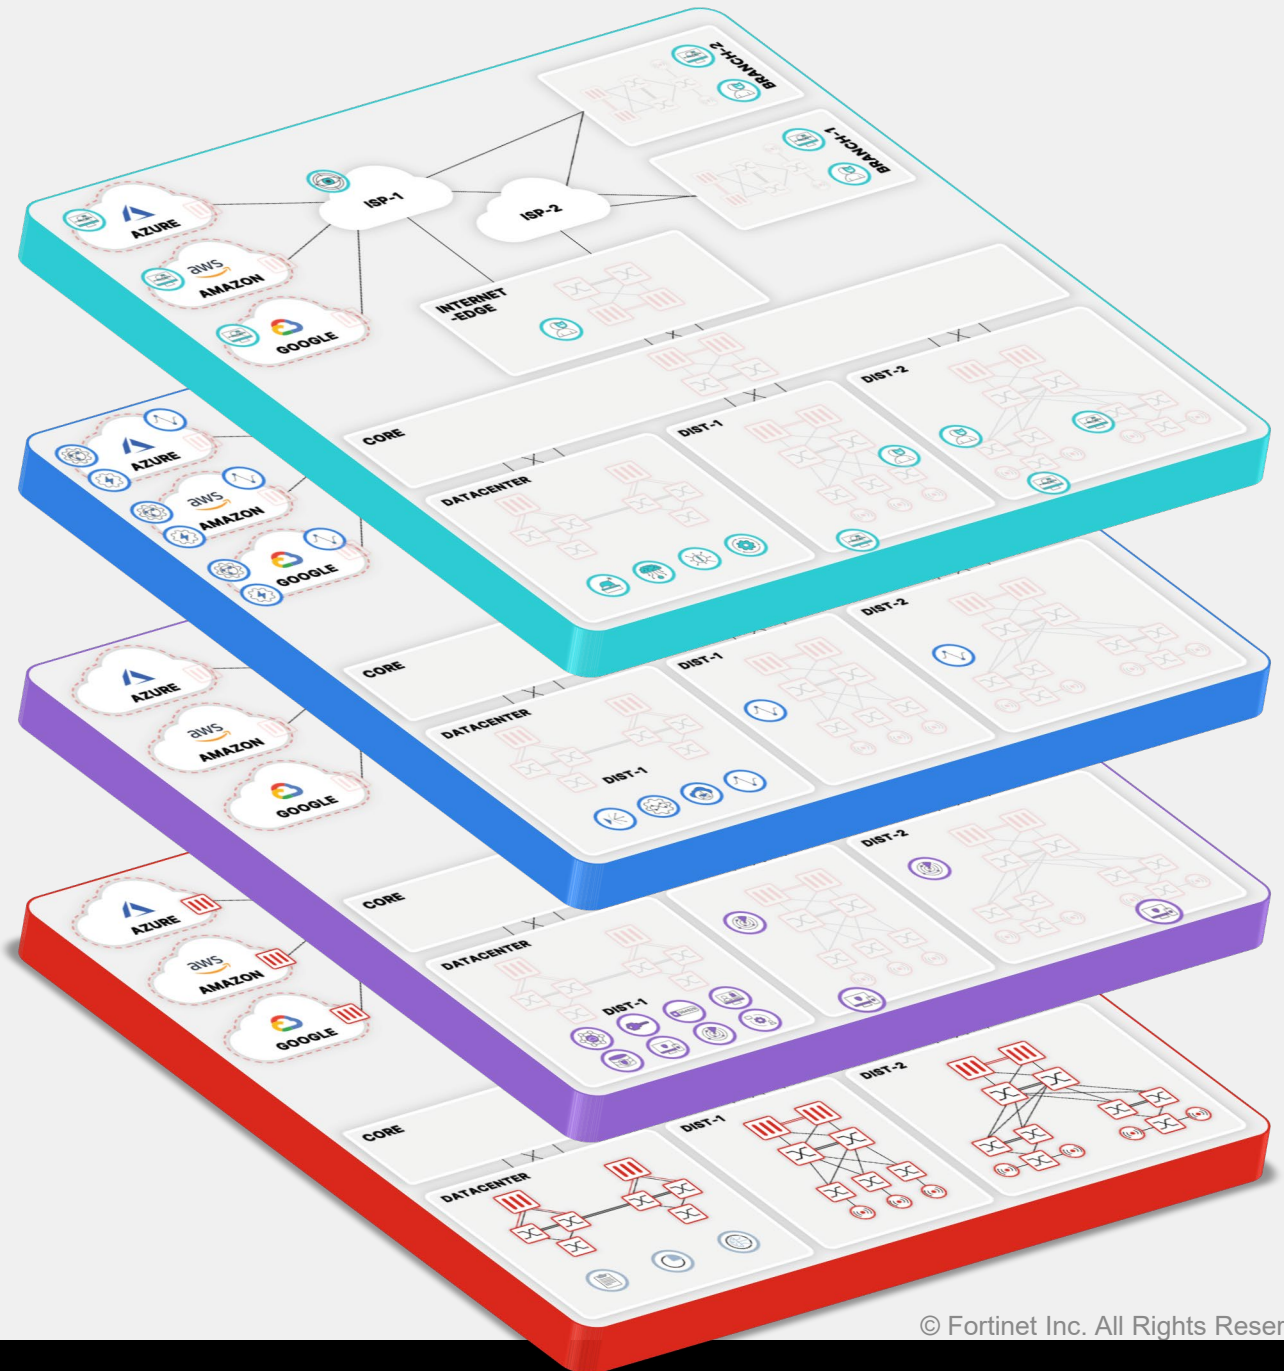 BRANCH-2
BRANCH-1
ISP-1
ISP-2
AZURE
aws
AMAZON
GOOGLE
INTERNET
-EDGE
CORE
DATACENTER
DIST-1
DIST-2
AZURE
aws
AMAZON
GOOGLE
CORE
DATACENTER
DIST-1
DIST-1
DIST-2
AZURE
aws
AMAZON
GOOGLE
CORE
DATACENTER
DIST-1
DIST-2
AZURE
aws
AMAZON
GOOGLE
CORE
DATACENTER
DIST-1
DIST-2
© Fortinet Inc. All Rights Reser